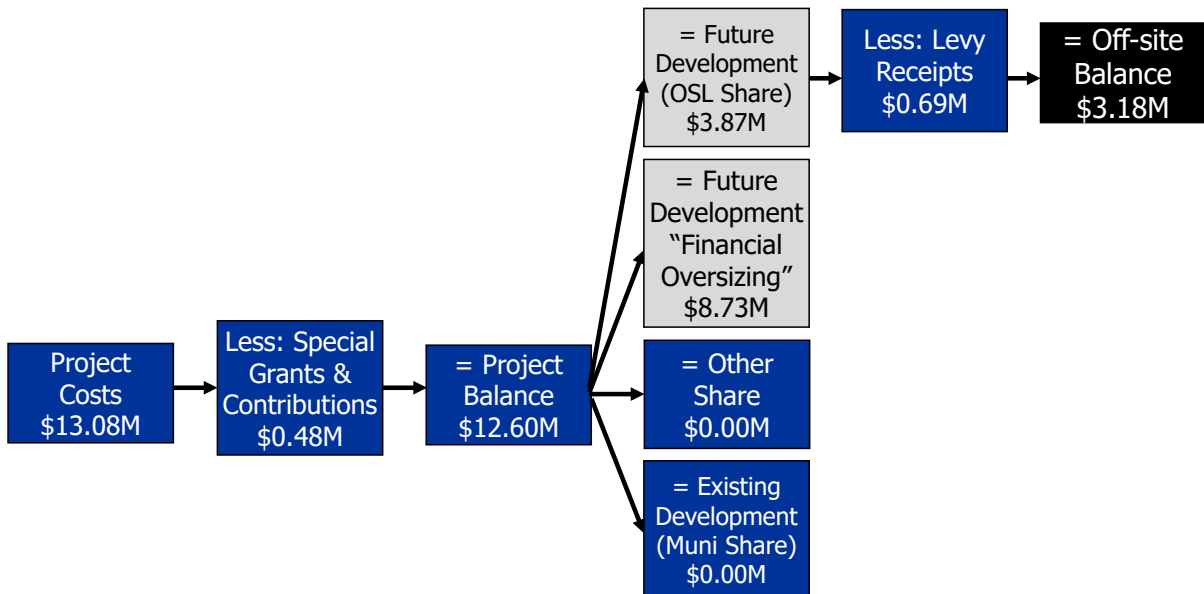 Project
Costs
$13.08M
Less: Special
Grants &
Contributions
$0.48M
= Project
Balance
$12.60M
= Future
Development
(OSL Share)
$3.87M
Less: Levy
Receipts
$0.69M
= Off-site
Balance
$3.18M
= Future
Development
“Financial
Oversizing”
$8.73M
= Other
Share
$0.00M
= Existing
Development
(Muni Share)
$0.00M